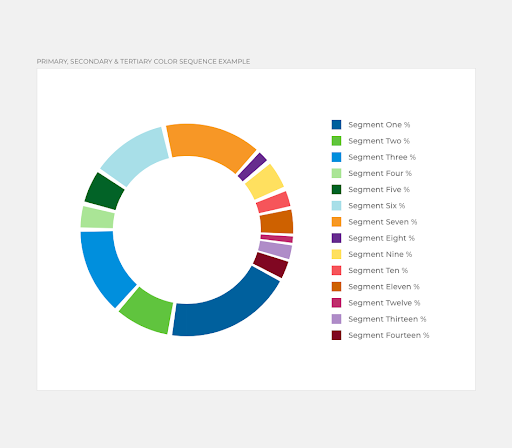 PRIMARY, SECONDARY & TERTIARY COLOR SEQUENCE EXAMPLE
Segment One %
Segment Two %
Segment Three %
Segment Four %
Segment Five %
Segment Six %
Segment Seven %
Segment Eight %
Segment Nine %
Segment Ten %
Segment Eleven %
Segment Twelve %
Segment Thirteen %
Segment Fourteen %